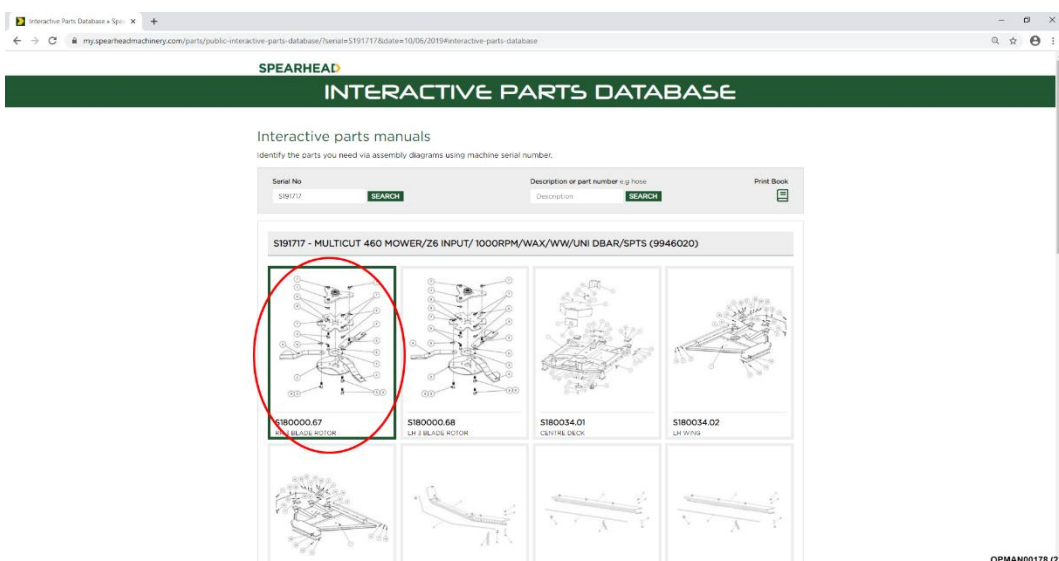 Interactive Parts Database » Spe
my.spearheadmachinery.com/parts/public-interactive-parts-database/?serial=S191717&date=10/06/2019#interactive-parts-database
SPEARHEAD
INTERACTIVE PARTS DATABASE
Interactive parts manuals
Identify the parts you need via assembly diagrams using machine serial number.
Serial No
S191717
SEARCH
Description or part number e.g hose
Description
SEARCH
Print Book
S191717 - MULTICUT 460 MOWER/Z6 INPUT/ 1000RPM/WAX/WW/UNI DBAR/SPTS (9946020)
S180000.67
RH 3 BLADE ROTOR
S180000.68
LH 3 BLADE ROTOR
S180034.01
CENTRE DECK
S180034.02
LH WING
OPMAN00178 (2